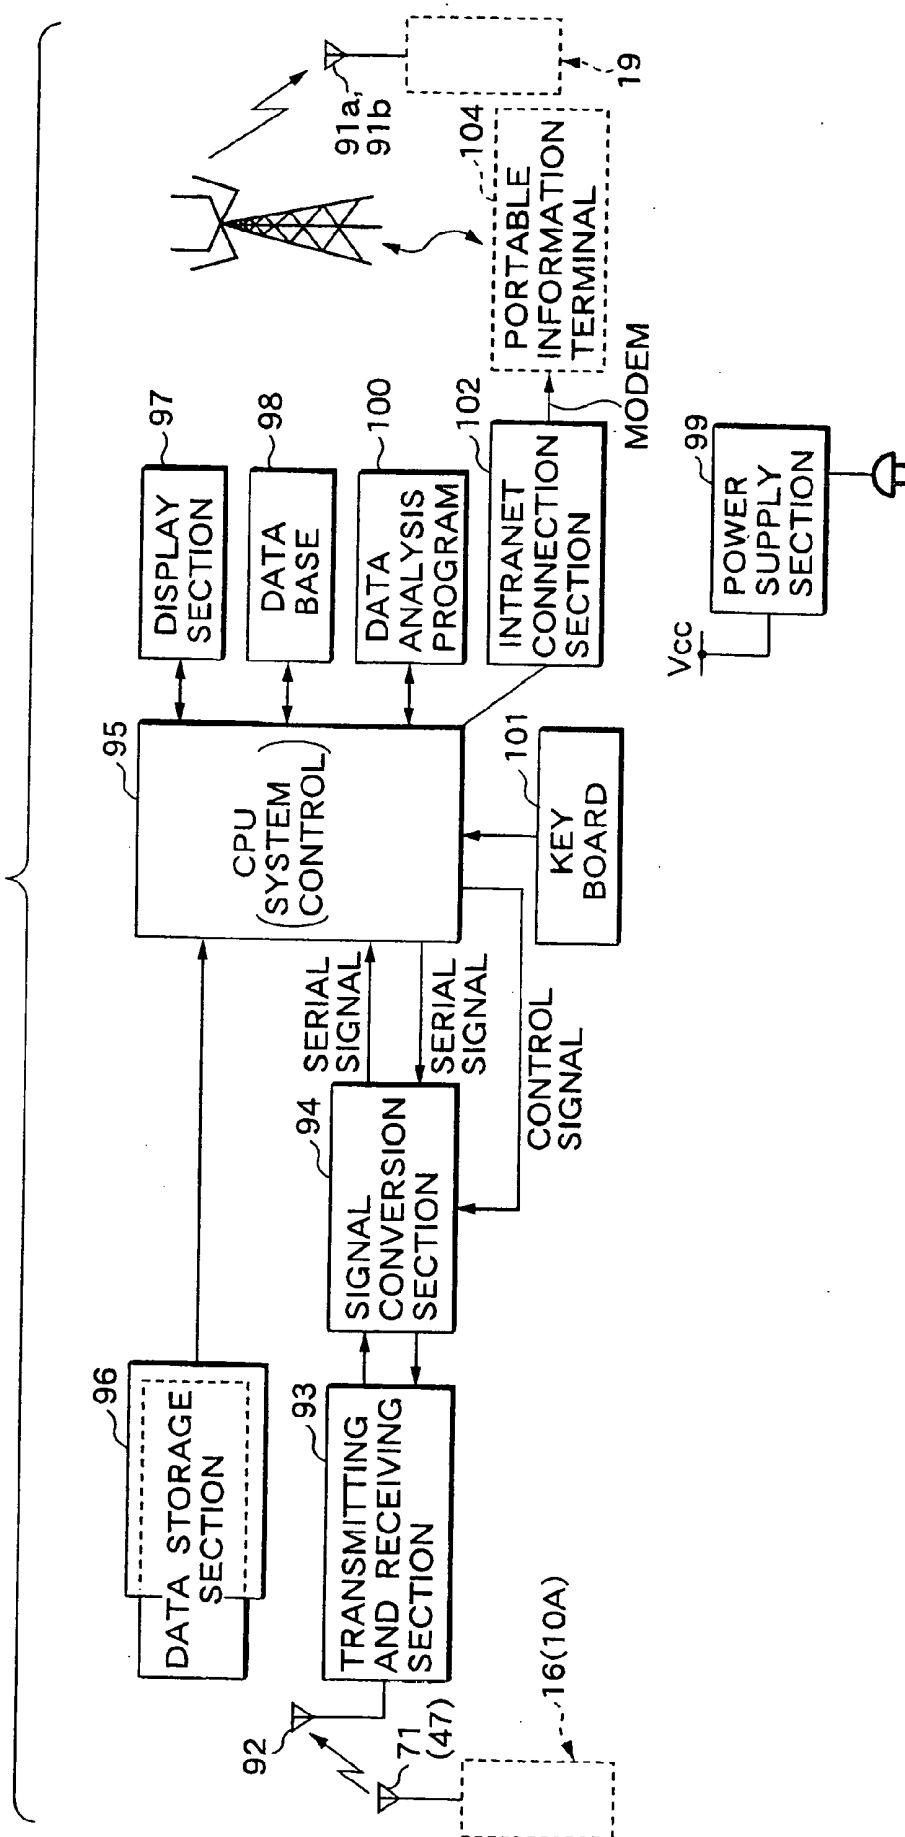 96
DATA STORAGE
SECTION
92
71
(47)
16(10A)
93
TRANSMITTING
AND RECEIVING
SECTION
94
SIGNAL
CONVERSION
SECTION
SERIAL
SIGNAL
SERIAL
SIGNAL
CONTROL
SIGNAL
95
CPU
(SYSTEM
CONTROL)
101
KEY
BOARD
97
DISPLAY
SECTION
98
DATA
BASE
100
DATA
ANALYSIS
PROGRAM
102
INTRANET
CONNECTION
SECTION
MODEM
104
PORTABLE
INFORMATION
TERMINAL
91a,
91b
19
99
POWER
SUPPLY
SECTION
Vcc